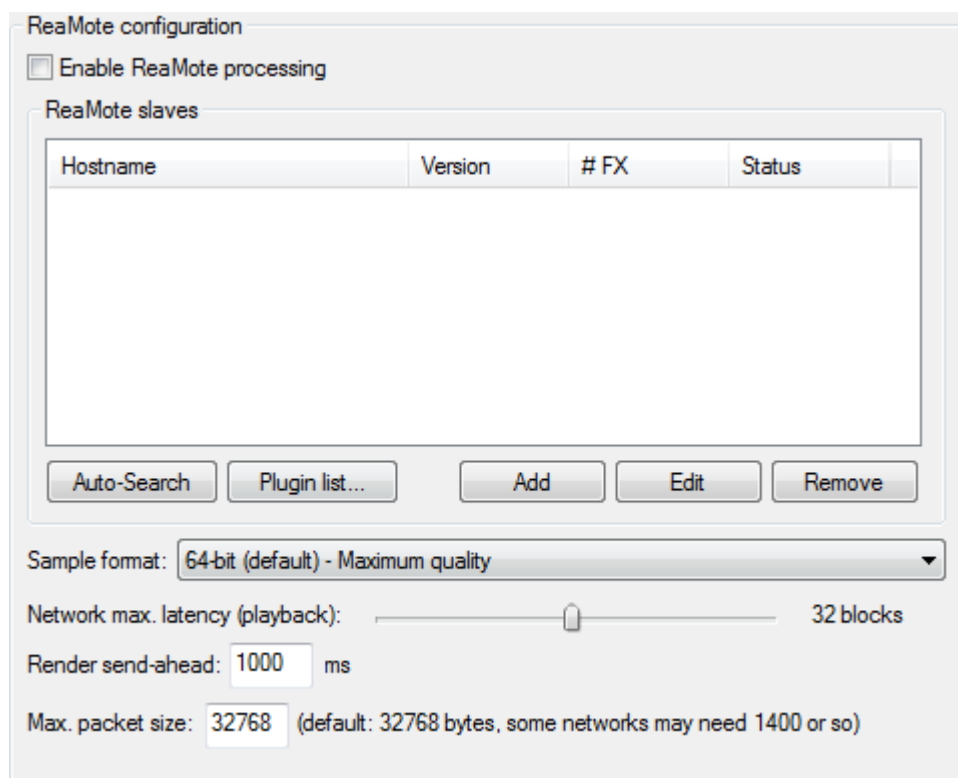 ReaMote configuration
Enable ReaMote processing
ReaMote slaves
Hostname Version # FX Status
Auto-Search Plugin list... Add Edit Remove
Sample format: 64-bit (default) - Maximum quality
Network max. latency (playback): 32 blocks
Render send-ahead: 1000 ms
Max. packet size: 32768 (default: 32768 bytes, some networks may need 1400 or so)